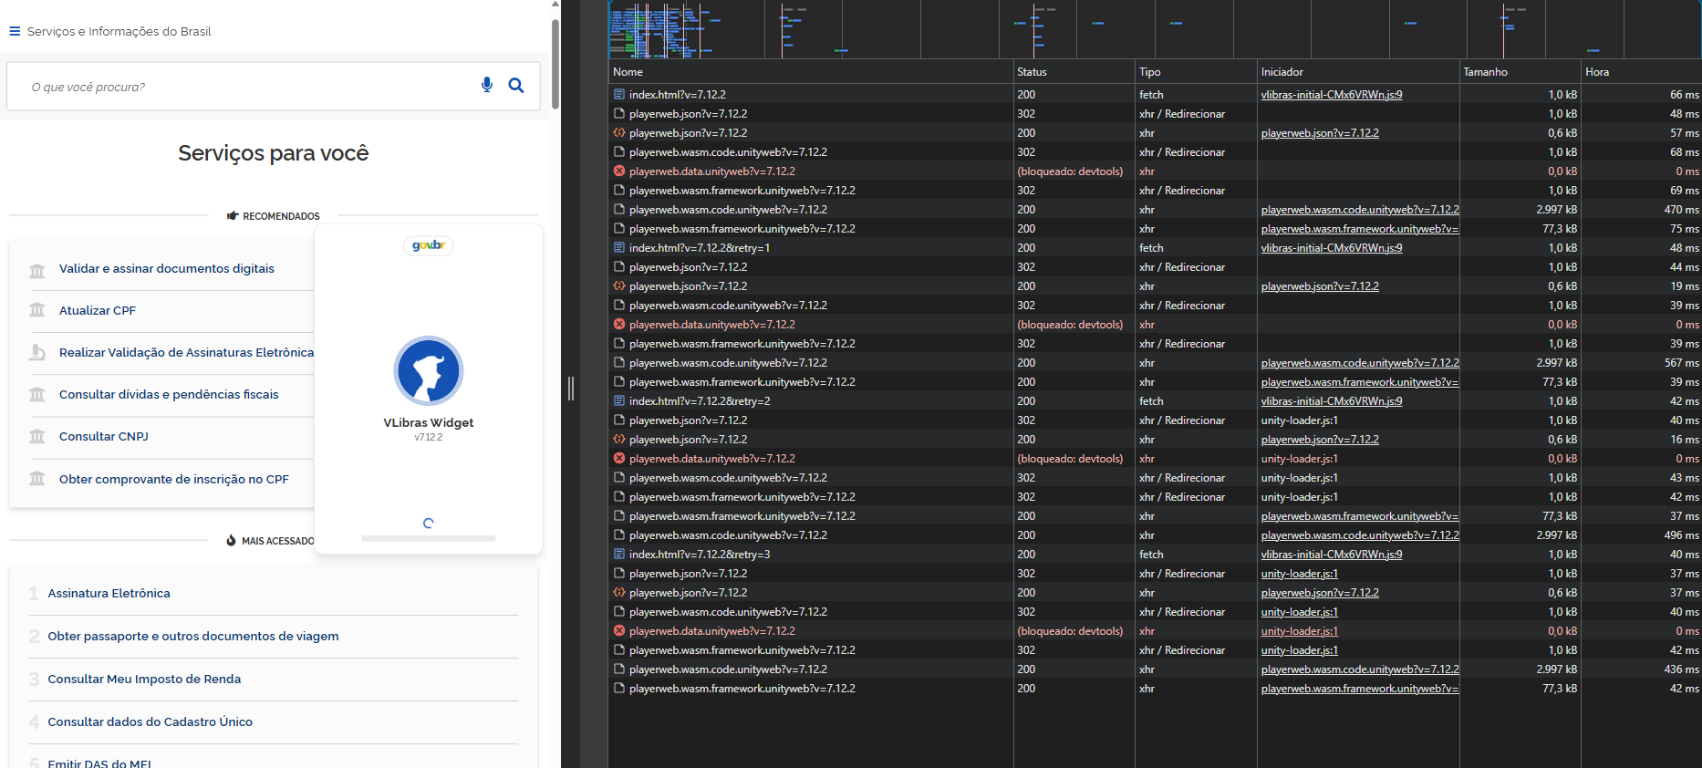 Serviços e Informações do Brasil
O que você procura?
Serviços para você
RECOMENDADOS
Validar e assinar documentos digitais
Atualizar CPF
Realizar Validação de Assinaturas Eletrônica
Consultar dívidas e pendências fiscais
Consultar CNPJ
Obter comprovante de inscrição no CPF
gov.br
VLibras Widget
v7.12.2
MAIS ACESSADO
1 Assinatura Eletrônica
2 Obter passaporte e outros documentos de viagem
3 Consultar Meu Imposto de Renda
4 Consultar dados do Cadastro Único
5 Emitir DAS do MEI
Nome Status Tipo Iniciador Tamanho Hora
index.html?v=7.12.2 200 fetch vlibras-initial-CMx6VRWn.js:9 1,0 kB 66 ms
playerweb.json?v=7.12.2 302 xhr / Redirecionar 1,0 kB 48 ms
playerweb.json?v=7.12.2 200 xhr playerweb.json?v=7.12.2 0,6 kB 57 ms
playerweb.wasm.code.unityweb?v=7.12.2 302 xhr / Redirecionar 1,0 kB 68 ms
playerweb.data.unityweb?v=7.12.2 (bloqueado: devtools) xhr 0,0 kB 0 ms
playerweb.wasm.framework.unityweb?v=7.12.2 302 xhr / Redirecionar 1,0 kB 69 ms
playerweb.wasm.code.unityweb?v=7.12.2 200 xhr playerweb.wasm.code.unityweb?v=7.12.2 2.997 kB 470 ms
playerweb.wasm.framework.unityweb?v=7.12.2 200 xhr playerweb.wasm.framework.unityweb?v= 77,3 kB 75 ms
index.html?v=7.12.2&retry=1 200 fetch vlibras-initial-CMx6VRWn.js:9 1,0 kB 48 ms
playerweb.json?v=7.12.2 302 xhr / Redirecionar 1,0 kB 44 ms
playerweb.json?v=7.12.2 200 xhr playerweb.json?v=7.12.2 0,6 kB 19 ms
playerweb.wasm.code.unityweb?v=7.12.2 302 xhr / Redirecionar 1,0 kB 39 ms
playerweb.data.unityweb?v=7.12.2 (bloqueado: devtools) xhr 0,0 kB 0 ms
playerweb.wasm.framework.unityweb?v=7.12.2 302 xhr / Redirecionar 1,0 kB 39 ms
playerweb.wasm.code.unityweb?v=7.12.2 200 xhr playerweb.wasm.code.unityweb?v=7.12.2 2.997 kB 567 ms
playerweb.wasm.framework.unityweb?v=7.12.2 200 xhr playerweb.wasm.framework.unityweb?v= 77,3 kB 39 ms
index.html?v=7.12.2&retry=2 200 fetch vlibras-initial-CMx6VRWn.js:9 1,0 kB 42 ms
playerweb.json?v=7.12.2 302 xhr / Redirecionar unity-loader.js:1 1,0 kB 40 ms
playerweb.json?v=7.12.2 200 xhr playerweb.json?v=7.12.2 0,6 kB 16 ms
playerweb.data.unityweb?v=7.12.2 (bloqueado: devtools) xhr unity-loader.js:1 0,0 kB 0 ms
playerweb.wasm.code.unityweb?v=7.12.2 302 xhr / Redirecionar unity-loader.js:1 1,0 kB 43 ms
playerweb.wasm.framework.unityweb?v=7.12.2 302 xhr / Redirecionar unity-loader.js:1 1,0 kB 42 ms
playerweb.wasm.framework.unityweb?v=7.12.2 200 xhr playerweb.wasm.framework.unityweb?v= 77,3 kB 37 ms
playerweb.wasm.code.unityweb?v=7.12.2 200 xhr playerweb.wasm.code.unityweb?v=7.12.2 2.997 kB 496 ms
index.html?v=7.12.2&retry=3 200 fetch vlibras-initial-CMx6VRWn.js:9 1,0 kB 40 ms
playerweb.json?v=7.12.2 302 xhr / Redirecionar unity-loader.js:1 1,0 kB 37 ms
playerweb.json?v=7.12.2 200 xhr playerweb.json?v=7.12.2 0,6 kB 37 ms
playerweb.wasm.code.unityweb?v=7.12.2 302 xhr / Redirecionar unity-loader.js:1 1,0 kB 40 ms
playerweb.data.unityweb?v=7.12.2 (bloqueado: devtools) xhr unity-loader.js:1 0,0 kB 0 ms
playerweb.wasm.framework.unityweb?v=7.12.2 302 xhr / Redirecionar unity-loader.js:1 1,0 kB 42 ms
playerweb.wasm.code.unityweb?v=7.12.2 200 xhr playerweb.wasm.code.unityweb?v=7.12.2 2.997 kB 436 ms
playerweb.wasm.framework.unityweb?v=7.12.2 200 xhr playerweb.wasm.framework.unityweb?v= 77,3 kB 42 ms